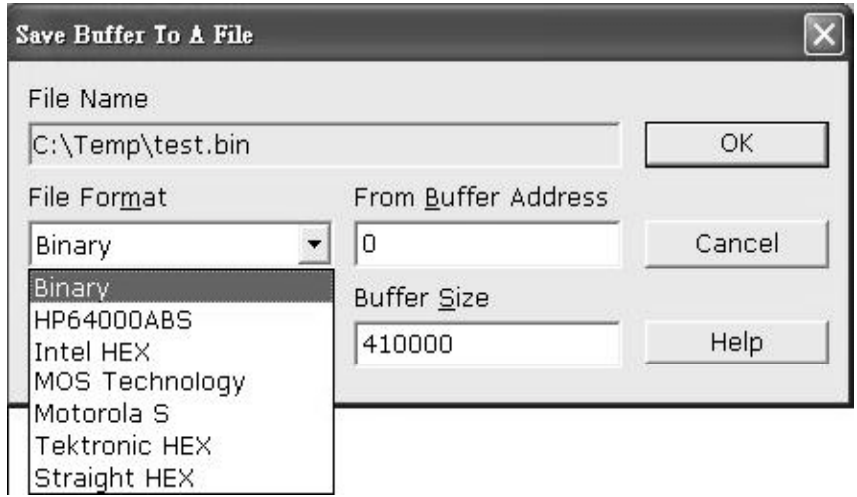 Save Buffer To A File
File Name
C:\Temp\test.bin
OK
File Format
From Buffer Address
Binary
0
Cancel
Binary
HP64000ABS
Intel HEX
MOS Technology
Motorola S
Tektronic HEX
Straight HEX
Buffer Size
410000
Help